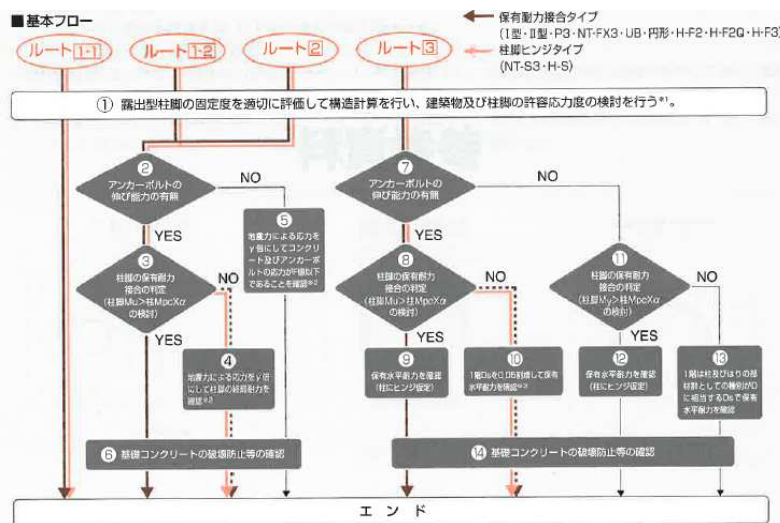 ■基本フロー
保有耐力接合タイプ
(Ⅰ型・Ⅱ型・P3・NT-FX3・UB・円形・H-F2・H-F2Q・H-F3)
柱脚ヒンジタイプ
(NT-S3・H-S)
ルート1-1
ルート1-2
ルート2
ルート3
① 露出型柱脚の固定度を適切に評価して構造計算を行い、建築物及び柱脚の許容応力度の検討を行う*1。
②
アンカーボルトの
伸び能力の有無
NO
YES
③
柱脚の保有耐力
接合の判定
(柱脚Mu>柱MpcXα
の検討)
NO
YES
④
地震力による応力をγ倍
にして柱脚の終局耐力を
確認※2
⑤
地震力による応力を
γ倍にしてコンクリ
ート及びアンカーボ
ルトの応力がF値以下
であることを確認※2
⑥ 基礎コンクリートの破壊防止等の確認
⑦
アンカーボルトの
伸び能力の有無
NO
YES
⑧
柱脚の保有耐力
接合の判定
(柱脚Mu>柱MpcXα
の検討)
NO
YES
⑨
保有水平耐力を確認
(柱にヒンジ仮定)
⑩
1階Dsを0.05割増して保有
水平耐力を確認※3
⑪
柱脚の保有耐力
接合の判定
(柱脚My>柱MpcXα
の検討)
NO
YES
⑫
保有水平耐力を確認
(柱にヒンジ仮定)
⑬
1階は柱及びはりの部
材群としての種別がD
に相当するDsで保有
水平耐力を確認
⑭ 基礎コンクリートの破壊防止等の確認
エンド